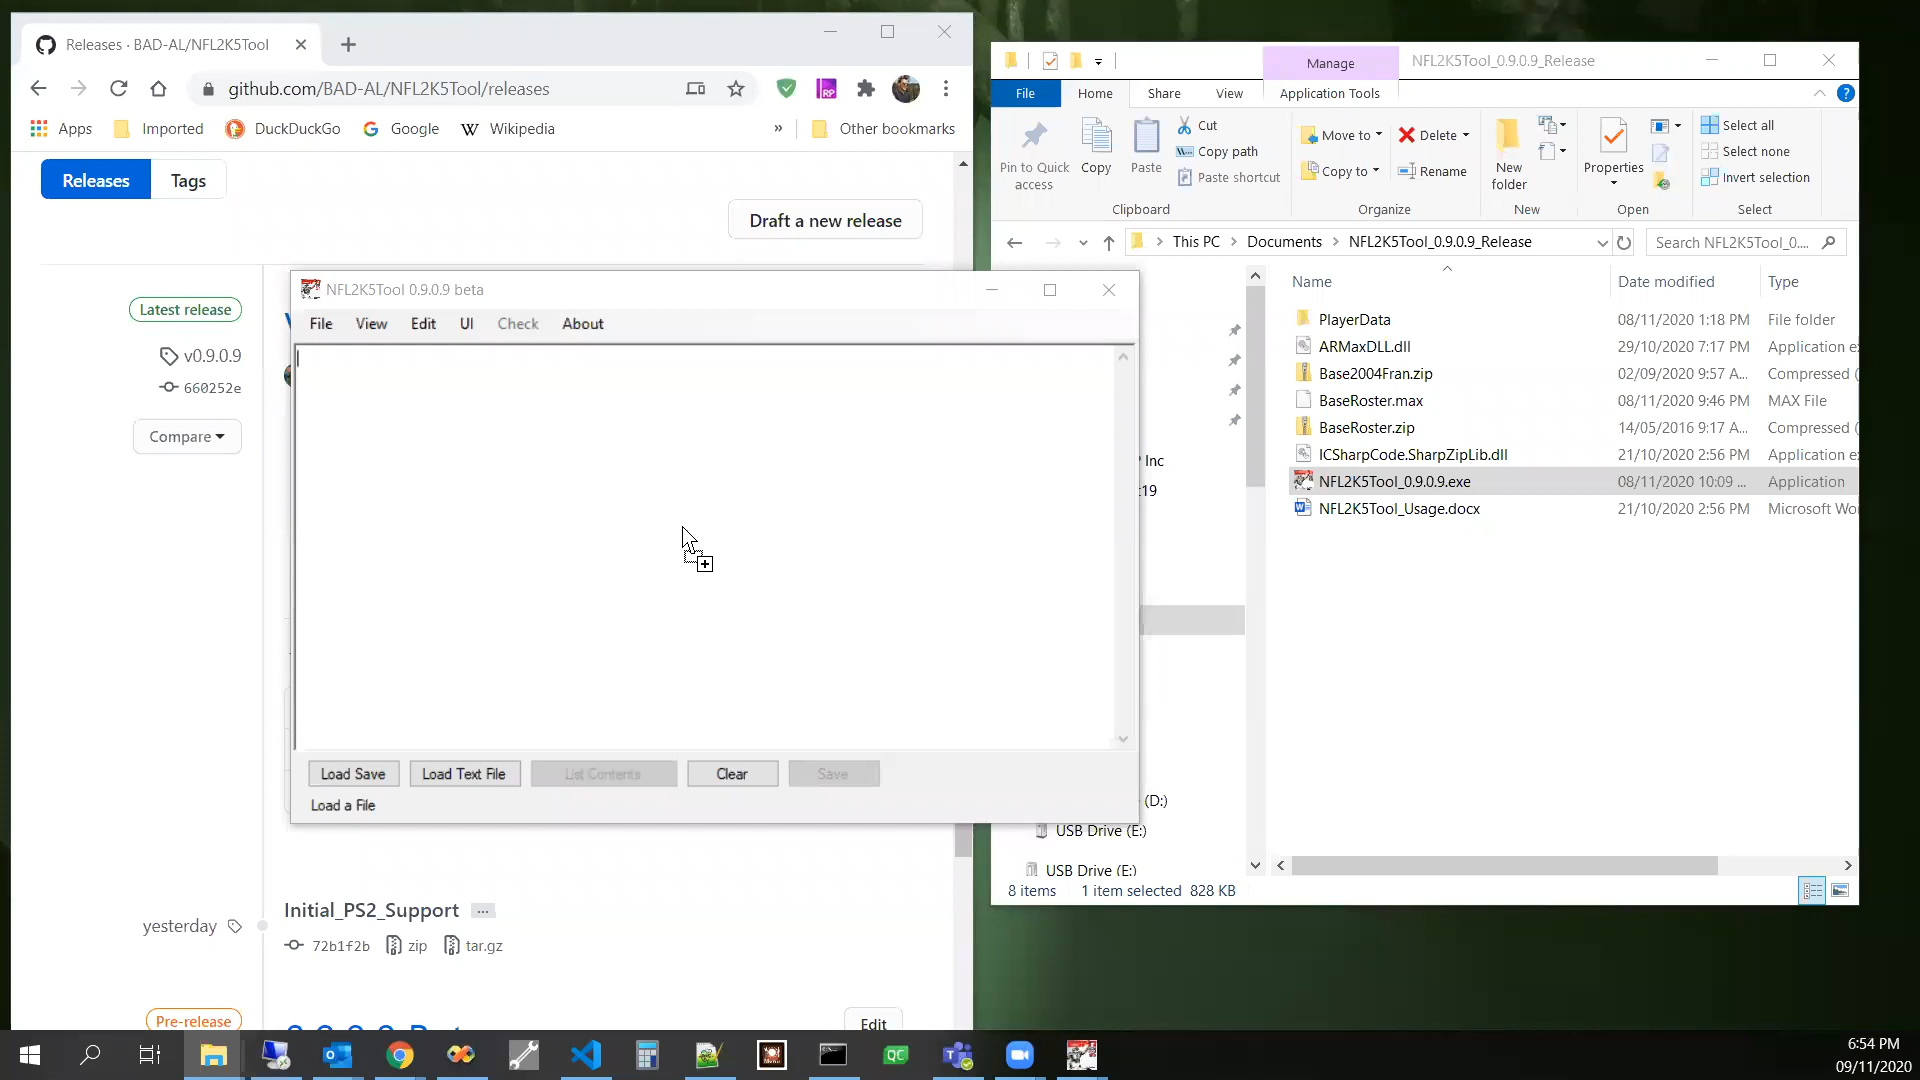 Releases · BAD-AL/NFL2K5Tool
github.com/BAD-AL/NFL2K5Tool/releases
Apps Imported DuckDuckGo Google Wikipedia » Other bookmarks
Releases Tags
Draft a new release
Latest release
v0.9.0.9
660252e
Compare
Initial_PS2_Support ...
yesterday
72b1f2b zip tar.gz
Pre-release
Edit
NFL2K5Tool 0.9.0.9 beta
File View Edit UI Check About
Load Save Load Text File List Contents Clear Save
Load a File
Manage NFL2K5Tool_0.9.0.9_Release
File Home Share View Application Tools
Pin to Quick access
Copy
Paste
Cut
Copy path
Paste shortcut
Clipboard
Move to
Copy to
Delete
Rename
Organize
New folder
New
Properties
Open
Select all
Select none
Invert selection
Select
This PC Documents NFL2K5Tool_0.9.0.9_Release
Search NFL2K5Tool_0....
Name Date modified Type
PlayerData 08/11/2020 1:18 PM File folder
ARMaxDLL.dll 29/10/2020 7:17 PM Application e
Base2004Fran.zip 02/09/2020 9:57 A... Compressed (
BaseRoster.max 08/11/2020 9:46 PM MAX File
BaseRoster.zip 14/05/2016 9:17 A... Compressed (
ICSharpCode.SharpZipLib.dll 21/10/2020 2:56 PM Application e
NFL2K5Tool_0.9.0.9.exe 08/11/2020 10:09 ... Application
NFL2K5Tool_Usage.docx 21/10/2020 2:56 PM Microsoft Wo
Inc
19
(D:)
USB Drive (E:)
USB Drive (E:)
8 items 1 item selected 828 KB
QC
6:54 PM
09/11/2020